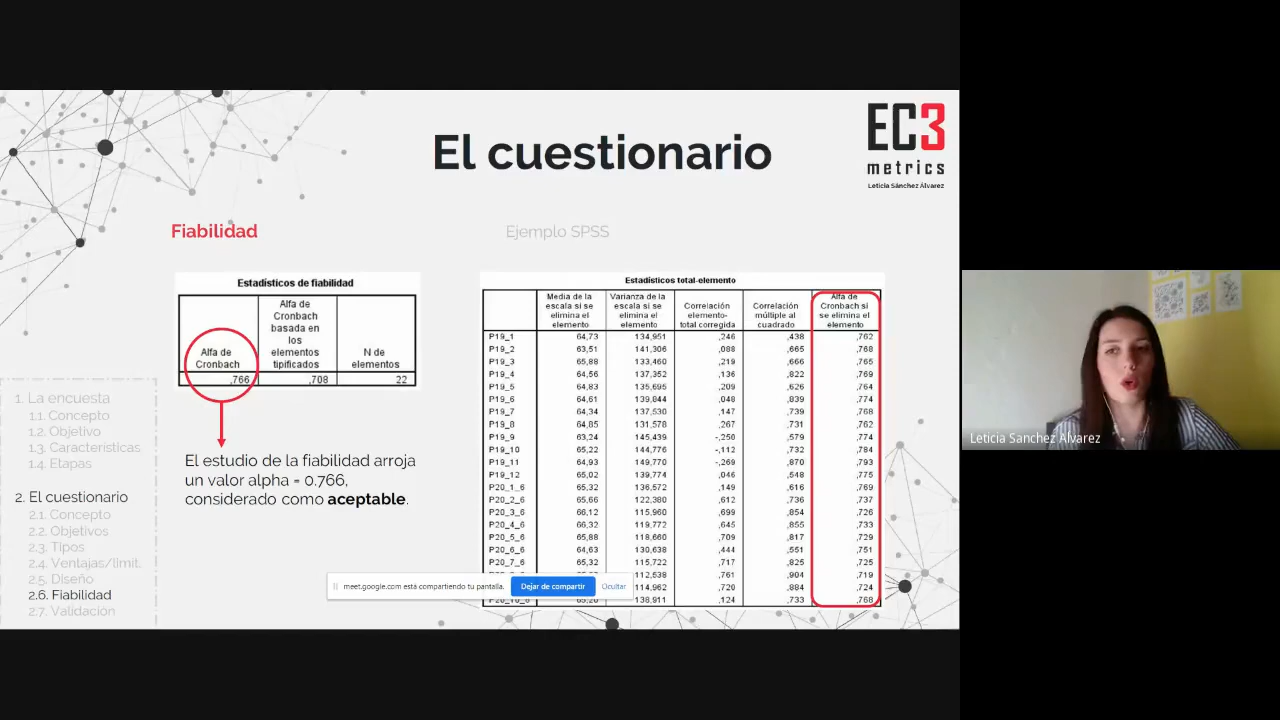 El cuestionario
EC3
metrics
Leticia Sánchez Álvarez
Fiabilidad
Ejemplo SPSS
Estadísticos de fiabilidad
Alfa de Cronbach
Alfa de Cronbach basada en los elementos tipificados
N de elementos
,766 ,708 22
El estudio de la fiabilidad arroja
un valor alpha = 0.766,
considerado como aceptable.
Estadísticos total-elemento
Media de la escala si se elimina el elemento
Varianza de la escala si se elimina el elemento
Correlación elemento-total corregida
Correlación múltiple al cuadrado
Alfa de Cronbach si se elimina el elemento
P19_1 64,73 134,951 ,246 ,438 ,762
P19_2 63,51 141,306 ,088 ,665 ,768
P19_3 65,88 133,460 ,219 ,666 ,765
P19_4 64,56 137,352 ,136 ,822 ,769
P19_5 64,83 135,695 ,209 ,626 ,764
P19_6 64,61 139,844 ,048 ,839 ,774
P19_7 64,34 137,530 ,147 ,739 ,768
P19_8 64,85 131,578 ,267 ,731 ,762
P19_9 63,24 145,439 -,250 ,579 ,774
P19_10 65,22 144,776 -,112 ,732 ,784
P19_11 64,93 149,770 -,269 ,870 ,793
P19_12 65,02 139,774 ,046 ,548 ,775
P20_1_6 65,32 136,572 ,149 ,616 ,769
P20_2_6 65,66 122,380 ,612 ,736 ,737
P20_3_6 66,12 115,960 ,699 ,854 ,726
P20_4_6 66,32 119,772 ,645 ,855 ,733
P20_5_6 65,88 118,660 ,709 ,817 ,729
P20_6_6 64,63 130,638 ,444 ,551 ,751
P20_7_6 65,32 115,722 ,717 ,825 ,725
112,538 ,761 ,904 ,719
114,962 ,720 ,884 ,724
138,911 ,124 ,733 ,768
1. La encuesta
1.1. Concepto
1.2. Objetivo
1.3. Características
1.4. Etapas
2. El cuestionario
2.1. Concepto
2.2. Objetivos
2.3. Tipos
2.4. Ventajas/limit.
2.5. Diseño
2.6. Fiabilidad
2.7. Validación
meet.google.com está compartiendo tu pantalla.
Dejar de compartir
Ocultar
Leticia Sanchez Alvarez